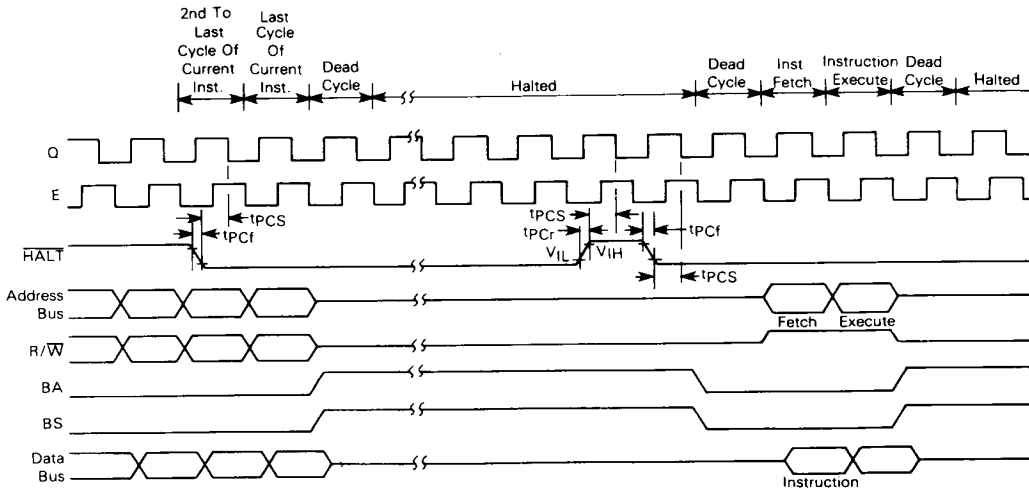 2nd To
Last
Cycle Of
Current
Inst.
Last
Cycle
Of
Current
Inst.
Dead
Cycle
Halted
Dead
Cycle
Inst
Fetch
Instruction
Execute
Dead
Cycle
Halted
Q
E
tPCS
tPCf
HALT
tPCS
tPCr
VIL
VIH
tPCf
tPCS
Address
Bus
Fetch
Execute
R/W
BA
BS
Data
Bus
Instruction